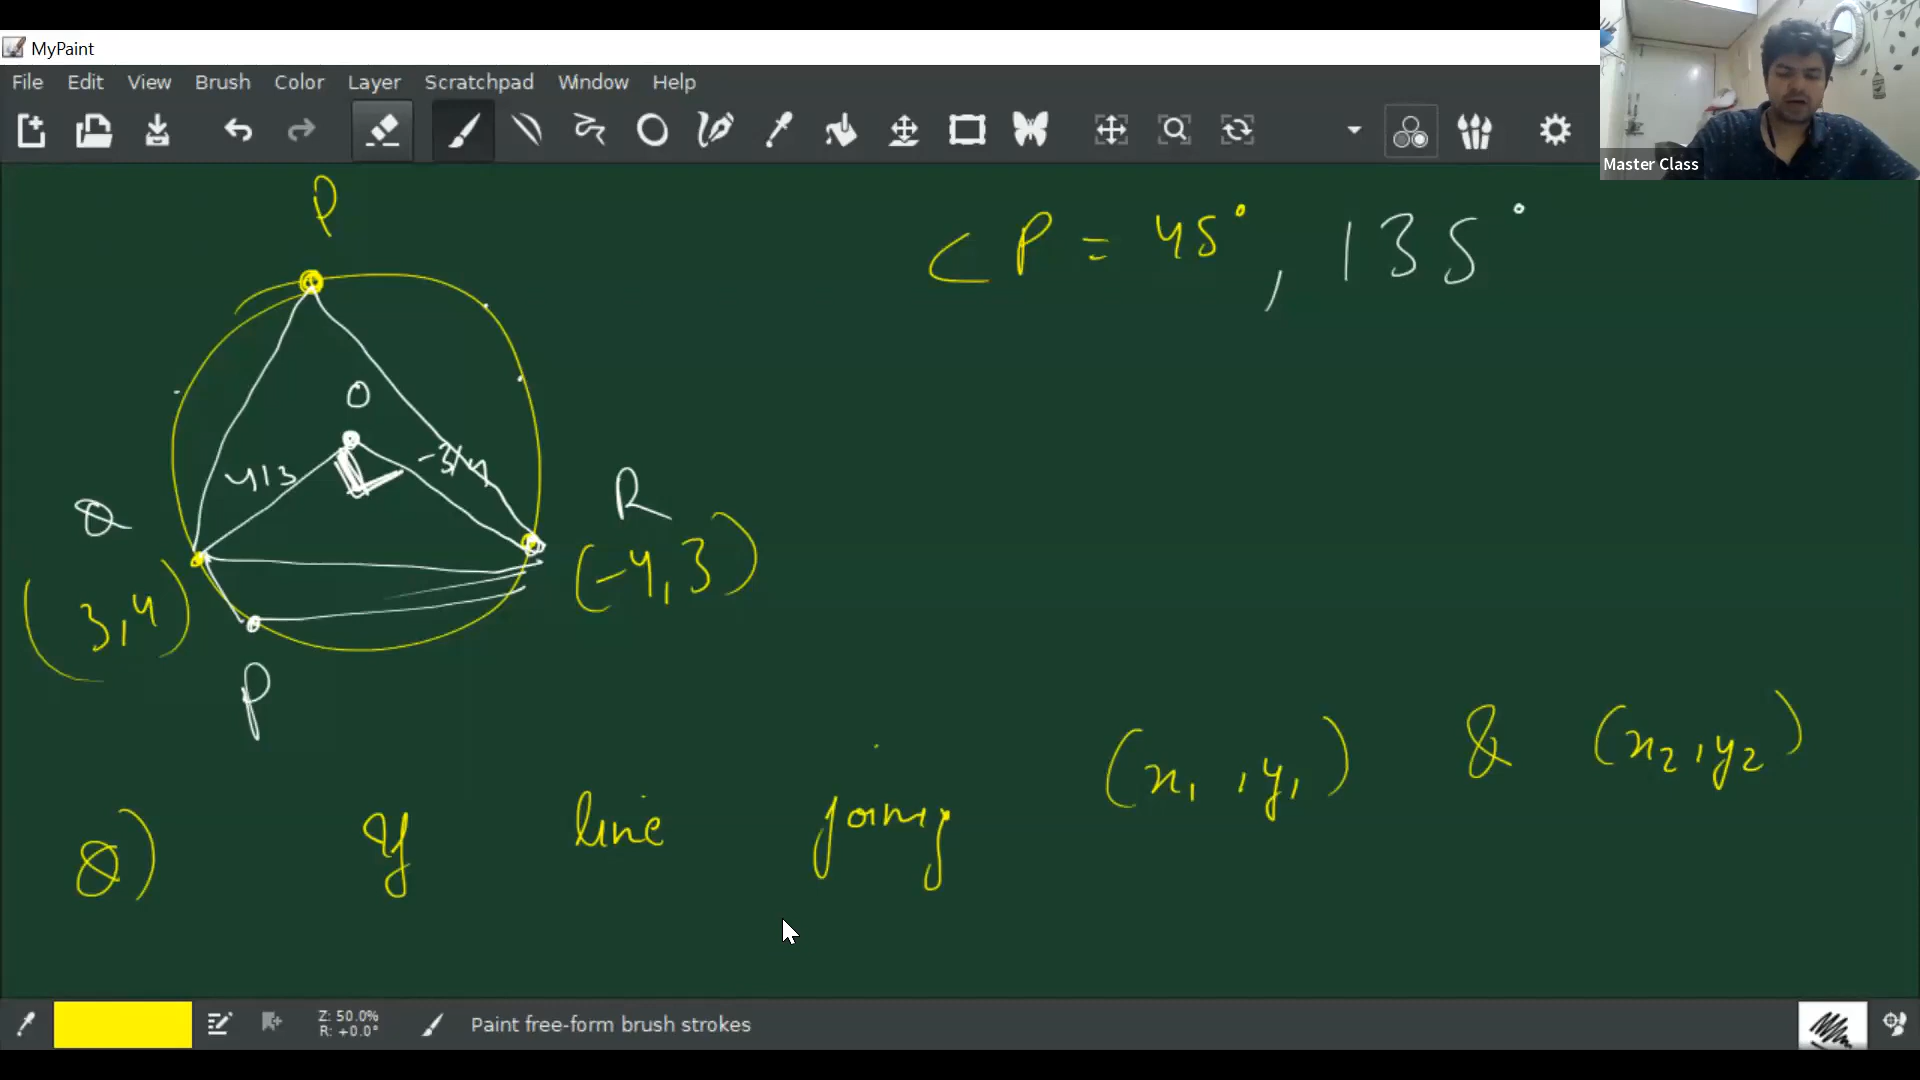 MyPaint
File Edit View Brush Color Layer Scratchpad Window Help
Master Class
P
∠P = 45°, 135°
O
4/3
-3/4
Q
R
(3,4)
(-4,3)
P
Q) If line joining (x₁, y₁) & (x₂, y₂)
Z: 50.0%
R: +0.0°
Paint free-form brush strokes